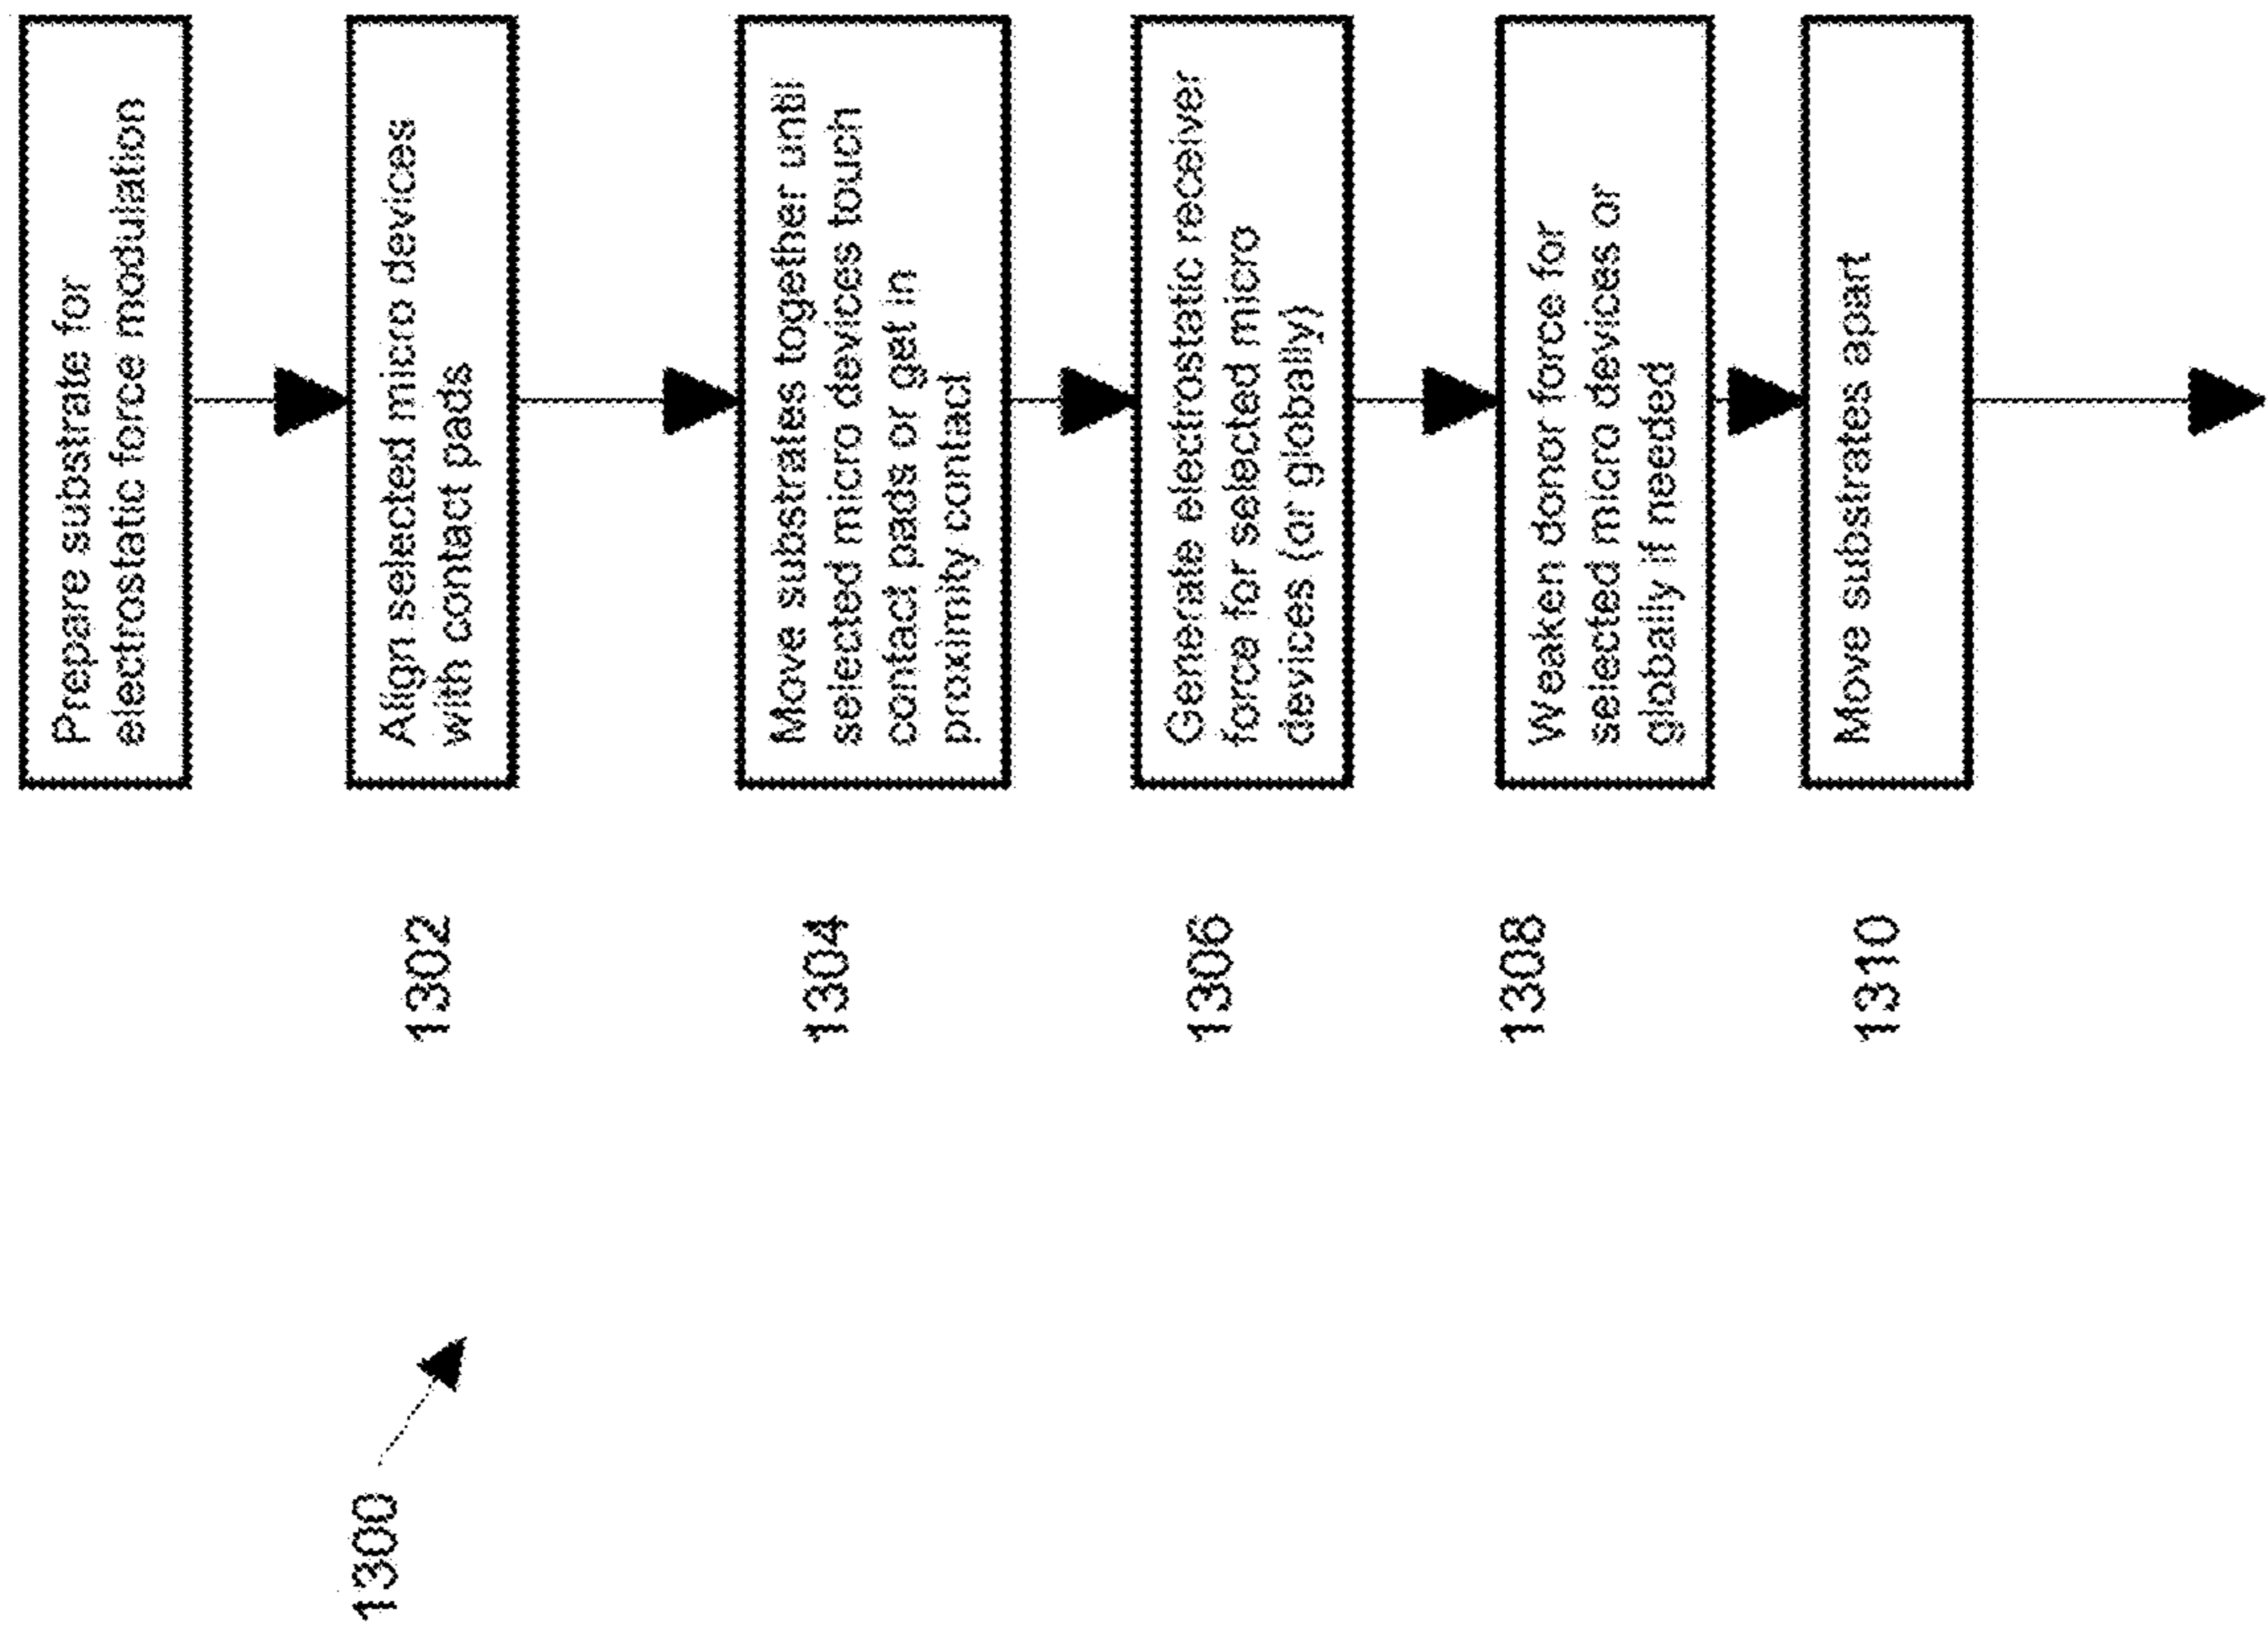 1300
Prepare substrate for
electrostatic force modulation
1302
Align selected micro devices
with contact pads
1304
Move substrates together until
selected micro devices touch
contact pads or get in
proximity contact
1306
Generate electrostatic receiver
force for selected micro
devices (or globally)
1308
Weaken donor force for
selected micro devices or
globally if needed
1310
Move substrates apart